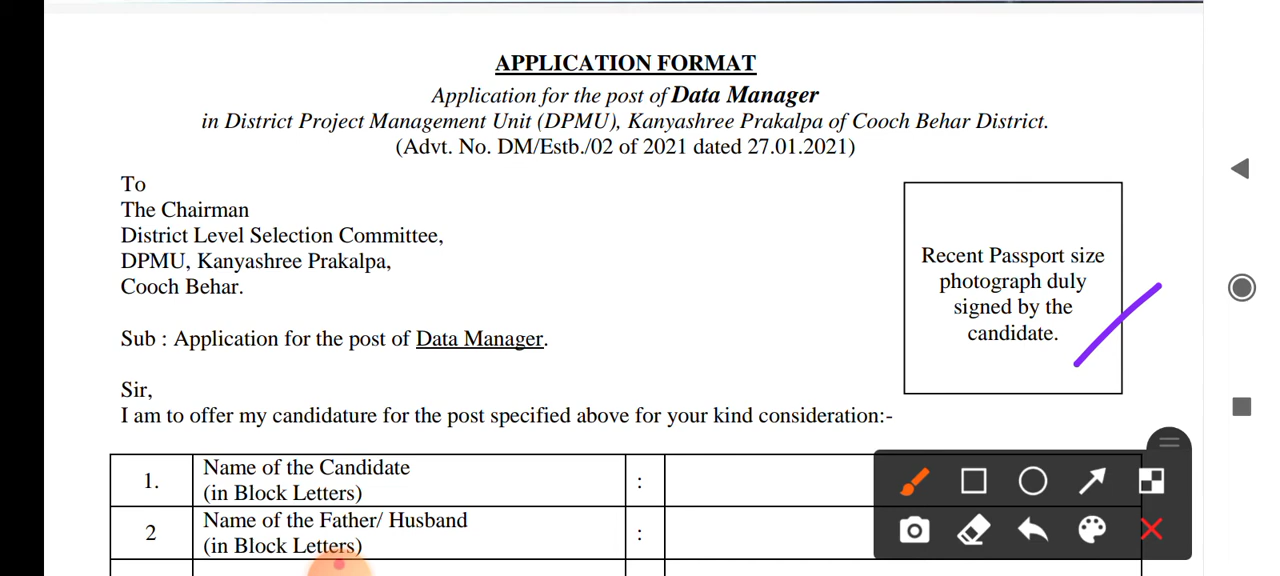 APPLICATION FORMAT
Application for the post of Data Manager
in District Project Management Unit (DPMU), Kanyashree Prakalpa of Cooch Behar District.
(Advt. No. DM/Estb./02 of 2021 dated 27.01.2021)
To
The Chairman
District Level Selection Committee,
DPMU, Kanyashree Prakalpa,
Cooch Behar.
Recent Passport size
photograph duly
signed by the
candidate.
Sub : Application for the post of Data Manager.
Sir,
I am to offer my candidature for the post specified above for your kind consideration:-
1. Name of the Candidate :
(in Block Letters)
2 Name of the Father/ Husband :
(in Block Letters)